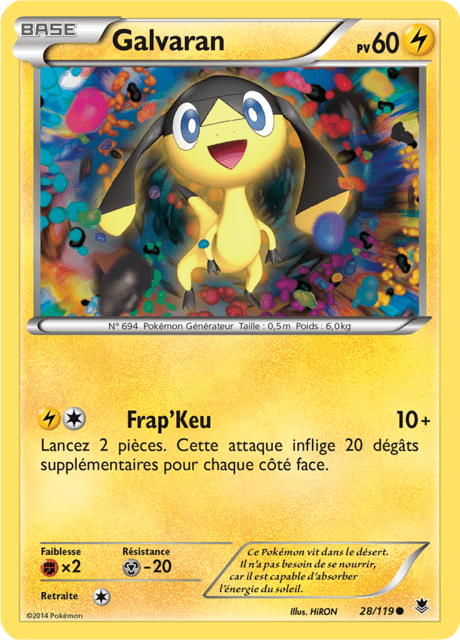 BASE
Galvaran
PV60
N° 694 Pokémon Générateur Taille : 0,5m Poids : 6,0kg
Frap'Keu 10+
Lancez 2 pièces. Cette attaque inflige 20 dégâts
supplémentaires pour chaque côté face.
Faiblesse Résistance
×2 -20
Retraite
Ce Pokémon vit dans le désert.
Il n'a pas besoin de se nourrir,
car il est capable d'absorber
l'énergie du soleil.
©2014 Pokémon Illus. HiRON 28/119